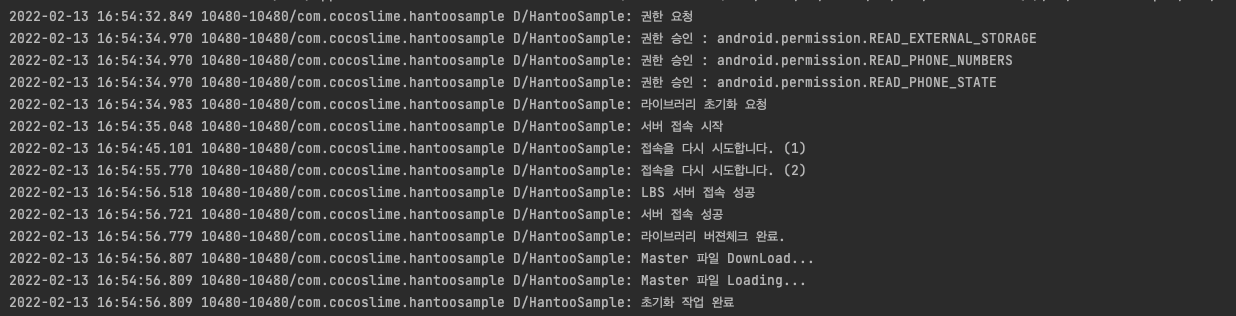 2022-02-13 16:54:32.849 10480-10480/com.cocoslime.hantoosample D/HantooSample: 권한 요청
2022-02-13 16:54:34.970 10480-10480/com.cocoslime.hantoosample D/HantooSample: 권한 승인 : android.permission.READ_EXTERNAL_STORAGE
2022-02-13 16:54:34.970 10480-10480/com.cocoslime.hantoosample D/HantooSample: 권한 승인 : android.permission.READ_PHONE_NUMBERS
2022-02-13 16:54:34.970 10480-10480/com.cocoslime.hantoosample D/HantooSample: 권한 승인 : android.permission.READ_PHONE_STATE
2022-02-13 16:54:34.983 10480-10480/com.cocoslime.hantoosample D/HantooSample: 라이브러리 초기화 요청
2022-02-13 16:54:35.048 10480-10480/com.cocoslime.hantoosample D/HantooSample: 서버 접속 시작
2022-02-13 16:54:45.101 10480-10480/com.cocoslime.hantoosample D/HantooSample: 접속을 다시 시도합니다. (1)
2022-02-13 16:54:55.770 10480-10480/com.cocoslime.hantoosample D/HantooSample: 접속을 다시 시도합니다. (2)
2022-02-13 16:54:56.518 10480-10480/com.cocoslime.hantoosample D/HantooSample: LBS 서버 접속 성공
2022-02-13 16:54:56.721 10480-10480/com.cocoslime.hantoosample D/HantooSample: 서버 접속 성공
2022-02-13 16:54:56.779 10480-10480/com.cocoslime.hantoosample D/HantooSample: 라이브러리 버젼체크 완료.
2022-02-13 16:54:56.807 10480-10480/com.cocoslime.hantoosample D/HantooSample: Master 파일 DownLoad...
2022-02-13 16:54:56.809 10480-10480/com.cocoslime.hantoosample D/HantooSample: Master 파일 Loading...
2022-02-13 16:54:56.809 10480-10480/com.cocoslime.hantoosample D/HantooSample: 초기화 작업 완료